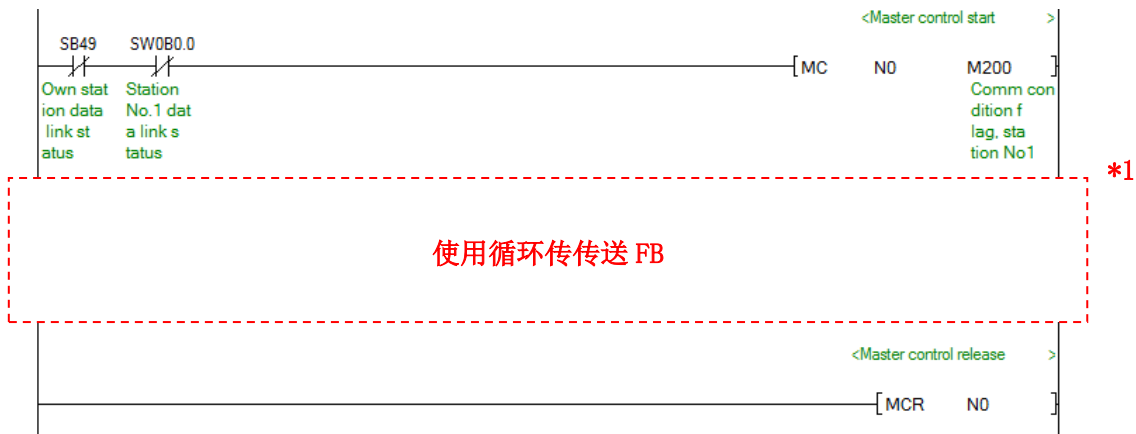 <Master control start >
SB49 SW0B0.0
MC N0 M200
Own stat Station Comm con
ion data No.1 dat dition f
link st a link s lag, sta
atus tatus tion No1
*1
使用循环传传送 FB
<Master control release >
MCR N0